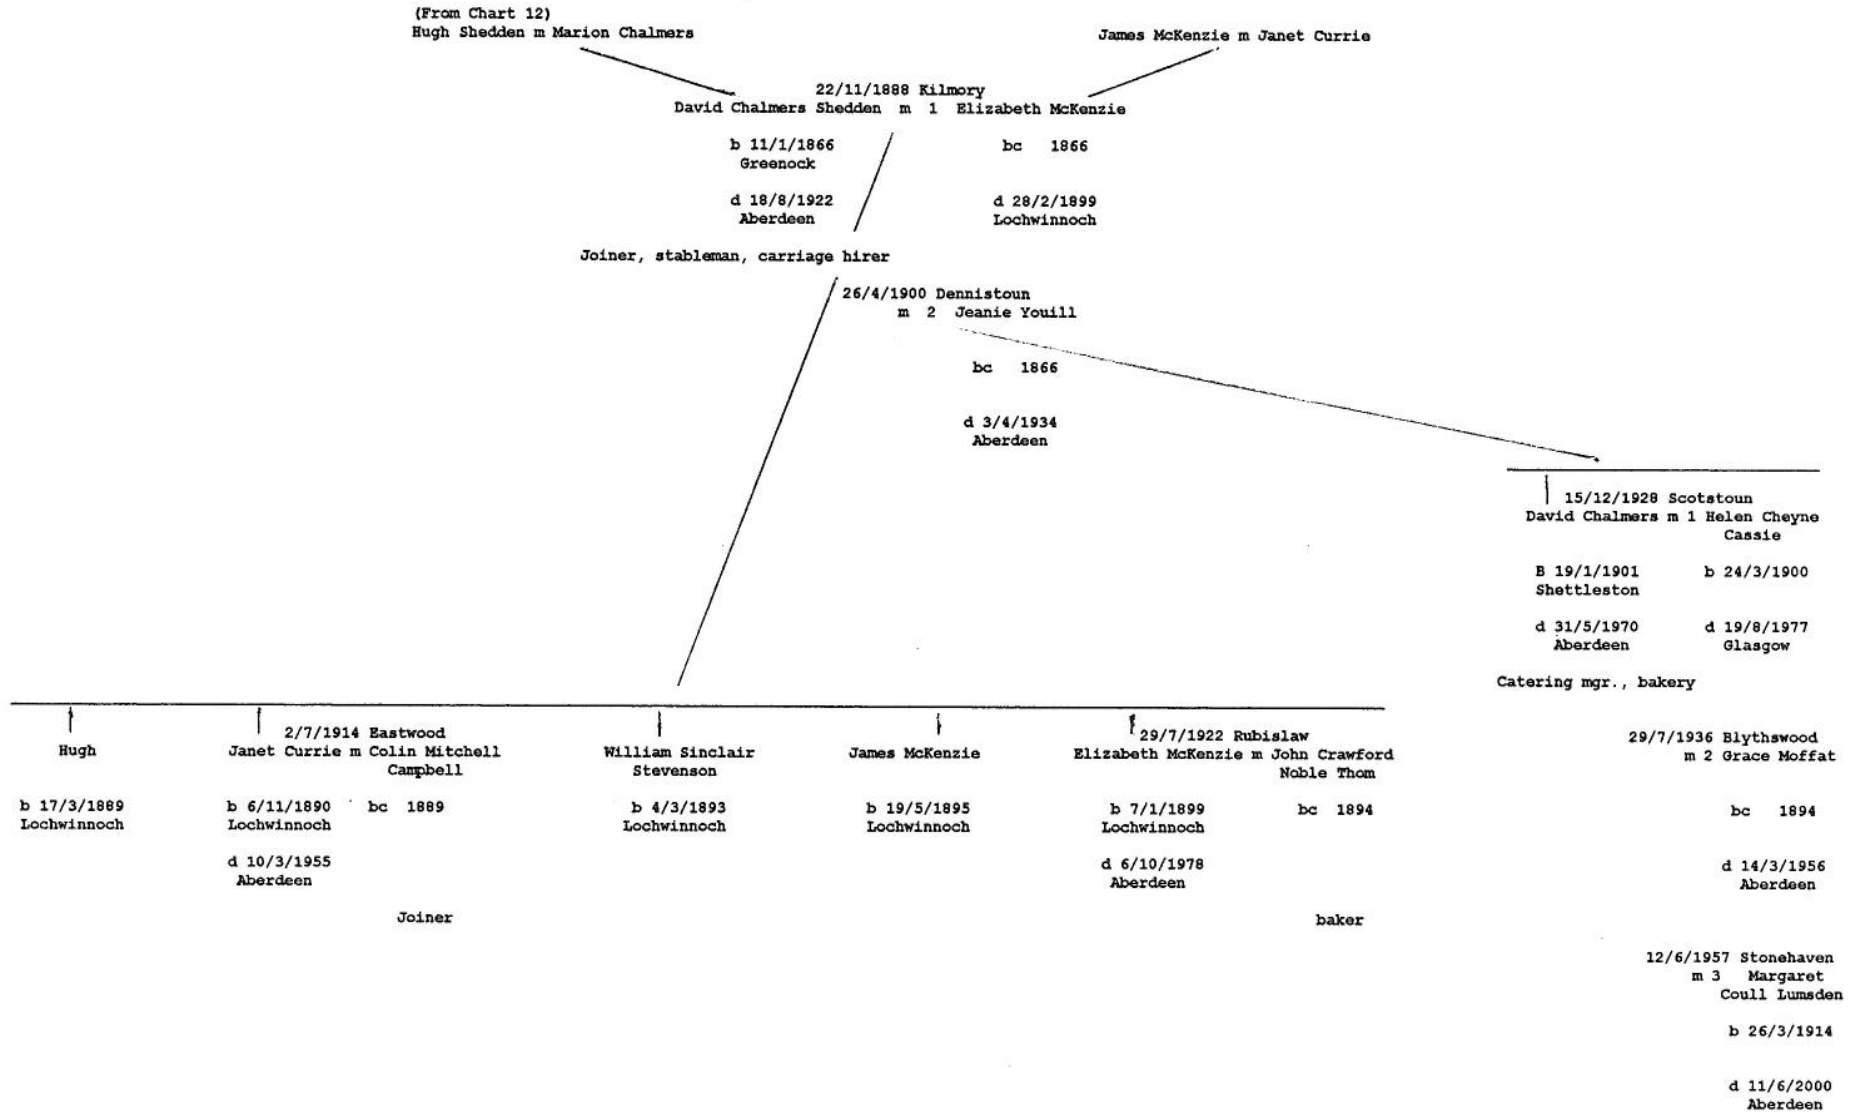 (From Chart 12)
Hugh Shedden m Marion Chalmers
James McKenzie m Janet Currie
22/11/1888 Kilmory
David Chalmers Shedden m 1 Elizabeth McKenzie
b 11/1/1866
Greenock
bc 1866
d 18/8/1922
Aberdeen
d 28/2/1899
Lochwinnoch
Joiner, stableman, carriage hirer
26/4/1900 Dennistoun
m 2 Jeanie Youill
bc 1866
d 3/4/1934
Aberdeen
15/12/1928 Scotstoun
David Chalmers m 1 Helen Cheyne
Cassie
B 19/1/1901
Shettleston
b 24/3/1900
d 31/5/1970
Aberdeen
d 19/8/1977
Glasgow
Catering mgr., bakery
29/7/1936 Blythswood
m 2 Grace Moffat
bc 1894
d 14/3/1956
Aberdeen
12/6/1957 Stonehaven
m 3 Margaret
Coull Lumsden
b 26/3/1914
d 11/6/2000
Aberdeen
Hugh
b 17/3/1889
Lochwinnoch
2/7/1914 Eastwood
Janet Currie m Colin Mitchell
Campbell
b 6/11/1890
Lochwinnoch
bc 1889
d 10/3/1955
Aberdeen
Joiner
William Sinclair
Stevenson
b 4/3/1893
Lochwinnoch
James McKenzie
b 19/5/1895
Lochwinnoch
29/7/1922 Rubislaw
Elizabeth McKenzie m John Crawford
Noble Thom
b 7/1/1899
Lochwinnoch
bc 1894
d 6/10/1978
Aberdeen
baker